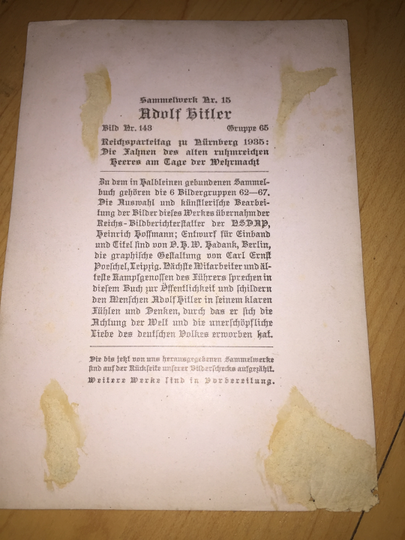 Sammelwerk Nr. 15
Adolf Hitler
Bild Nr. 143 Gruppe 65
Reichsparteitag zu Nürnberg 1935:
Die Fahnen des alten ruhmreichen
Heeres am Tage der Wehrmacht
Zu dem in Halbleinen gebundenen Sammel-
buch gehören die 6 Bildergruppen 62–67.
Die Auswahl und künstlerische Bearbei-
tung der Bilder dieses Werkes übernahm der
Reichs-Bildberichterstatter der NSDAP,
Heinrich Hoffmann; Entwurf für Einband
und Titel sind von O. H. W. Hadank, Berlin,
die graphische Gestaltung von Carl Ernst
Poeschel, Leipzig. Nächste Mitarbeiter und äl-
teste Kampfgenossen des Führers sprechen in
diesem Buch zur Öffentlichkeit und schildern
den Menschen Adolf Hitler in seinem klaren
Fühlen und Denken, durch das er sich die
Achtung der Welt und die unerschöpfliche
Liebe des deutschen Volkes erworben hat.
Die bis jetzt von uns herausgegebenen Sammelwerke
sind auf der Rückseite unserer Bilderschecks aufgezählt.
Weitere Werke sind in Vorbereitung.